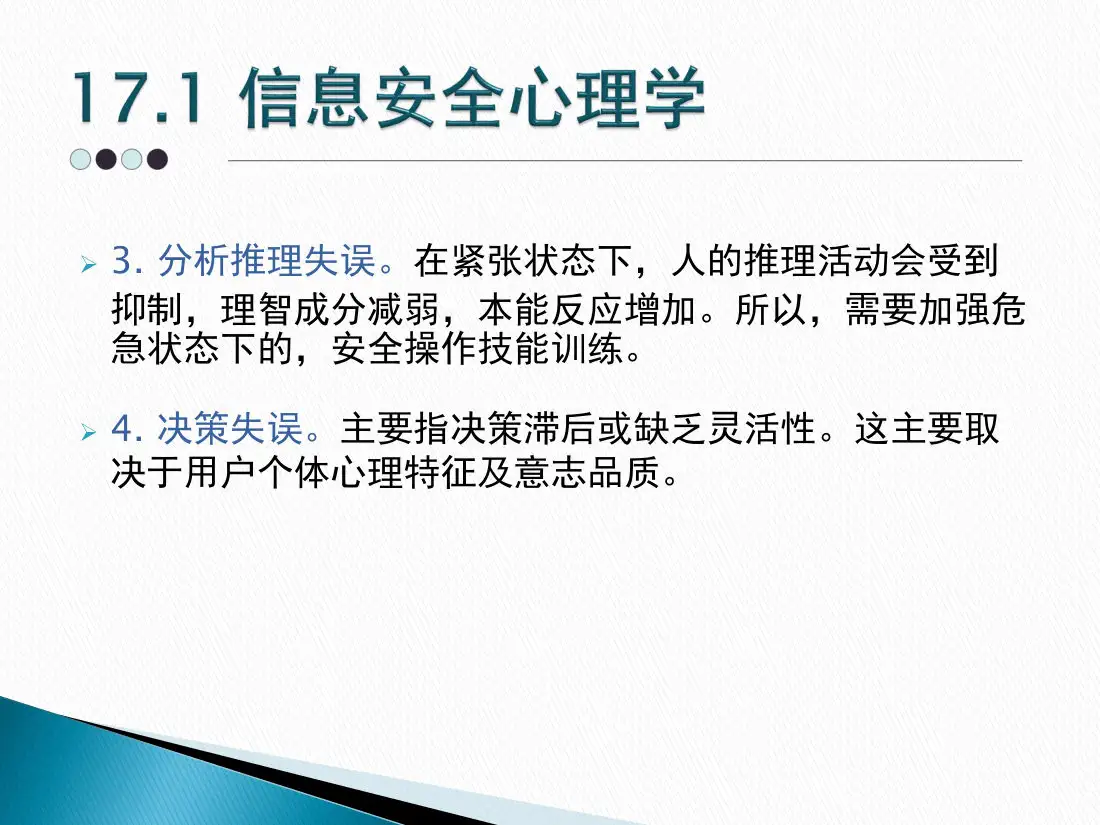 17.1 信息安全心理学
3. 分析推理失误。在紧张状态下，人的推理活动会受到
抑制，理智成分减弱，本能反应增加。所以，需要加强危
急状态下的，安全操作技能训练。
4. 决策失误。主要指决策滞后或缺乏灵活性。这主要取
决于用户个体心理特征及意志品质。